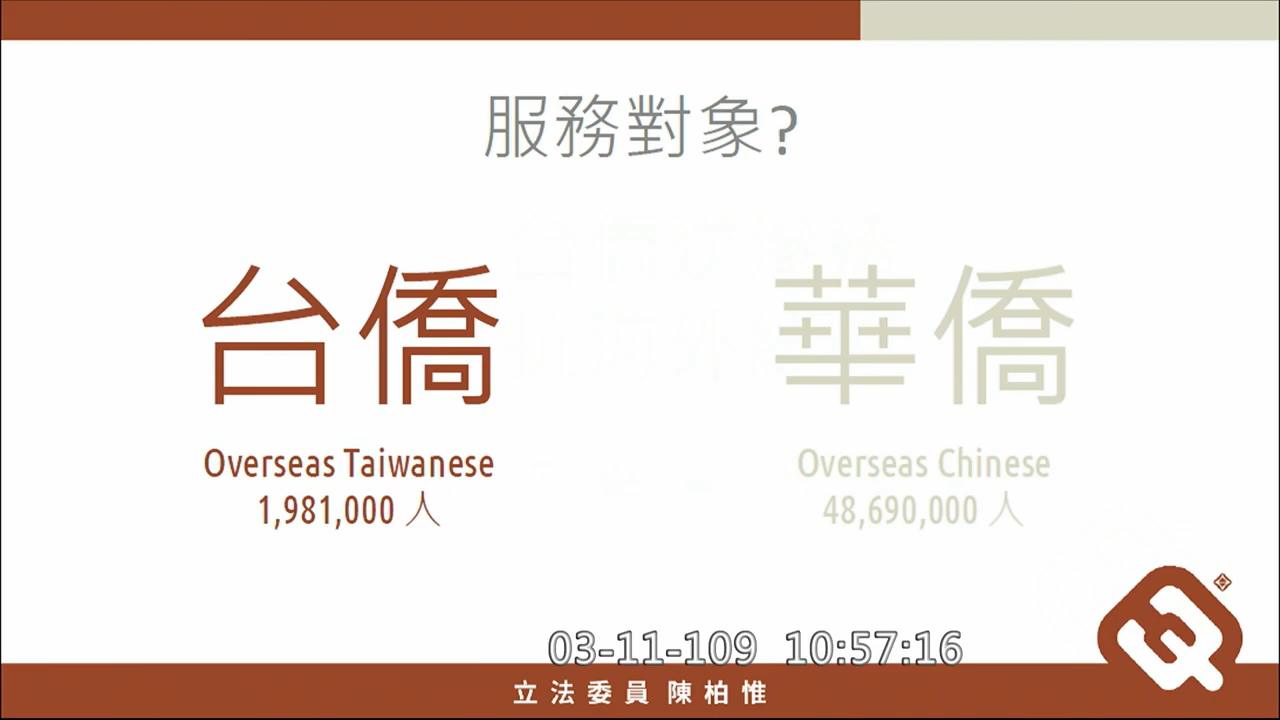 服務對象?
台僑
Overseas Taiwanese
1,981,000 人
華僑
Overseas Chinese
48,690,000 人
03-11-109 10:57:16
立法委員 陳柏惟